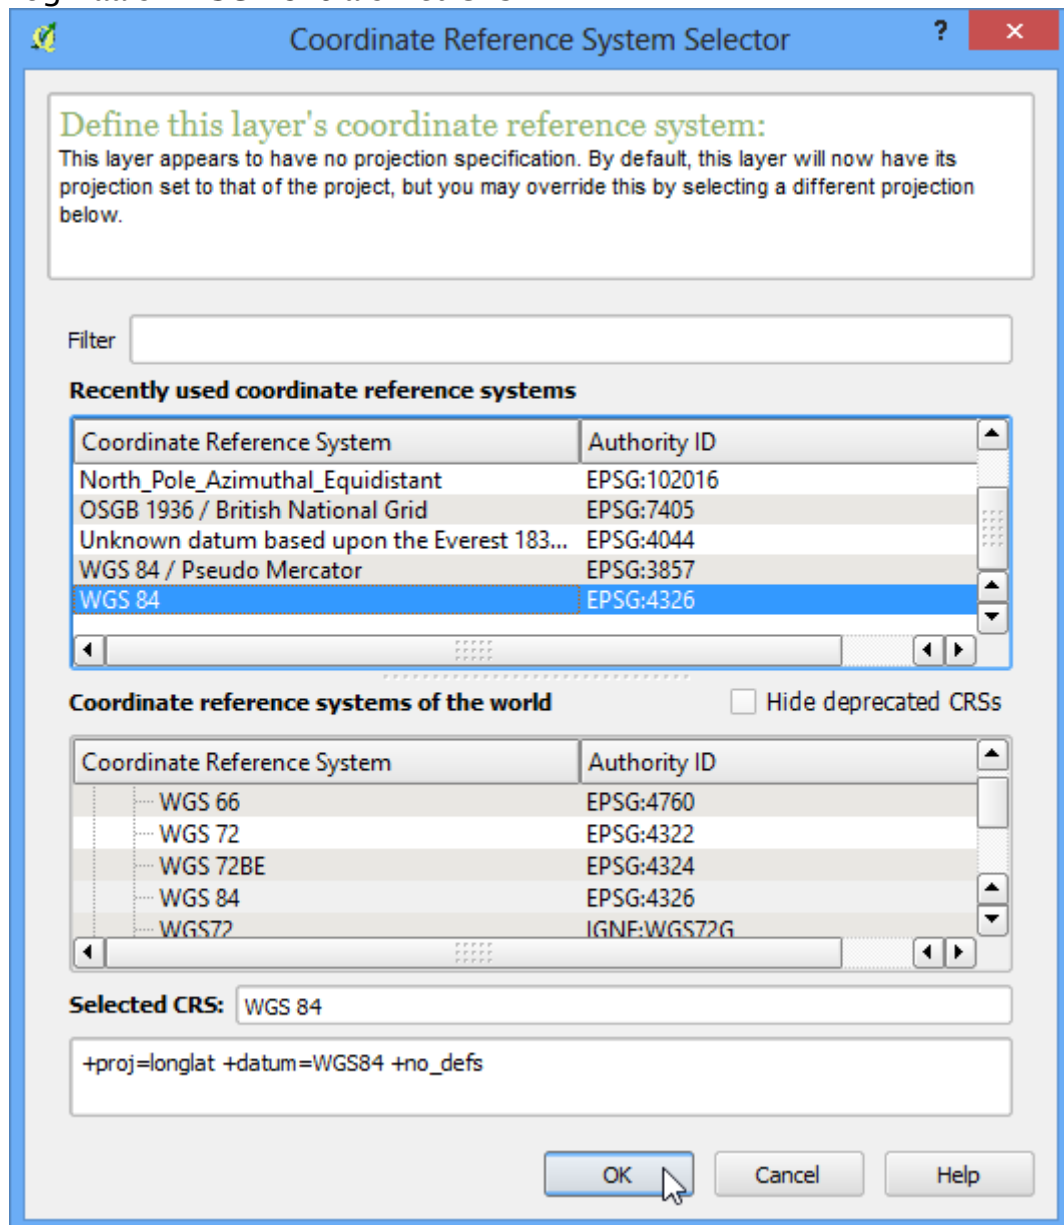 Coordinate Reference System Selector ?
Define this layer's coordinate reference system:
This layer appears to have no projection specification. By default, this layer will now have its
projection set to that of the project, but you may override this by selecting a different projection
below.
Filter
Recently used coordinate reference systems
Coordinate Reference System Authority ID
North_Pole_Azimuthal_Equidistant EPSG:102016
OSGB 1936 / British National Grid EPSG:7405
Unknown datum based upon the Everest 183... EPSG:4044
WGS 84 / Pseudo Mercator EPSG:3857
WGS 84 EPSG:4326
Coordinate reference systems of the world Hide deprecated CRSs
Coordinate Reference System Authority ID
WGS 66 EPSG:4760
WGS 72 EPSG:4322
WGS 72BE EPSG:4324
WGS 84 EPSG:4326
WGS72 IGNF:WGS72G
Selected CRS: WGS 84
+proj=longlat +datum=WGS84 +no_defs
OK Cancel Help